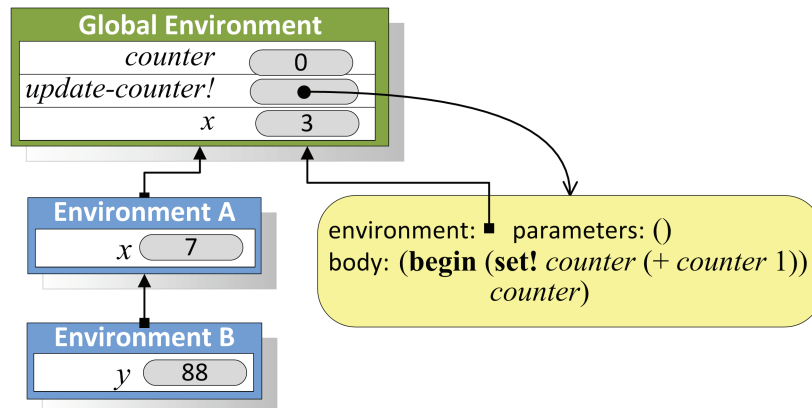 Global Environment
counter 0
update-counter!
x 3
Environment A
x 7
environment: parameters: ()
body: (begin (set! counter (+ counter 1))
counter)
Environment B
y 88